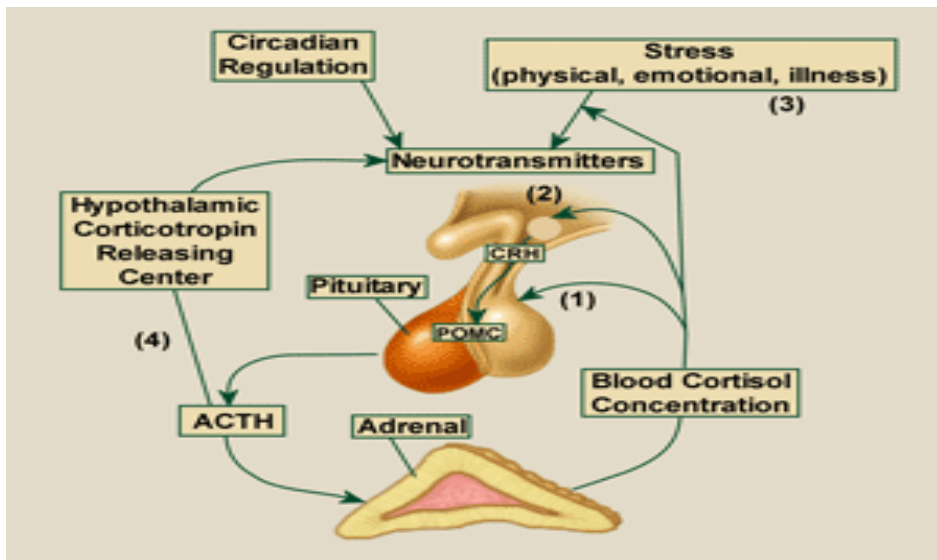 Circadian
Regulation
Stress
(physical, emotional, illness)
(3)
Neurotransmitters
(2)
Hypothalamic
Corticotropin
Releasing
Center
CRH
Pituitary
(1)
POMC
(4)
Blood Cortisol
Concentration
ACTH
Adrenal